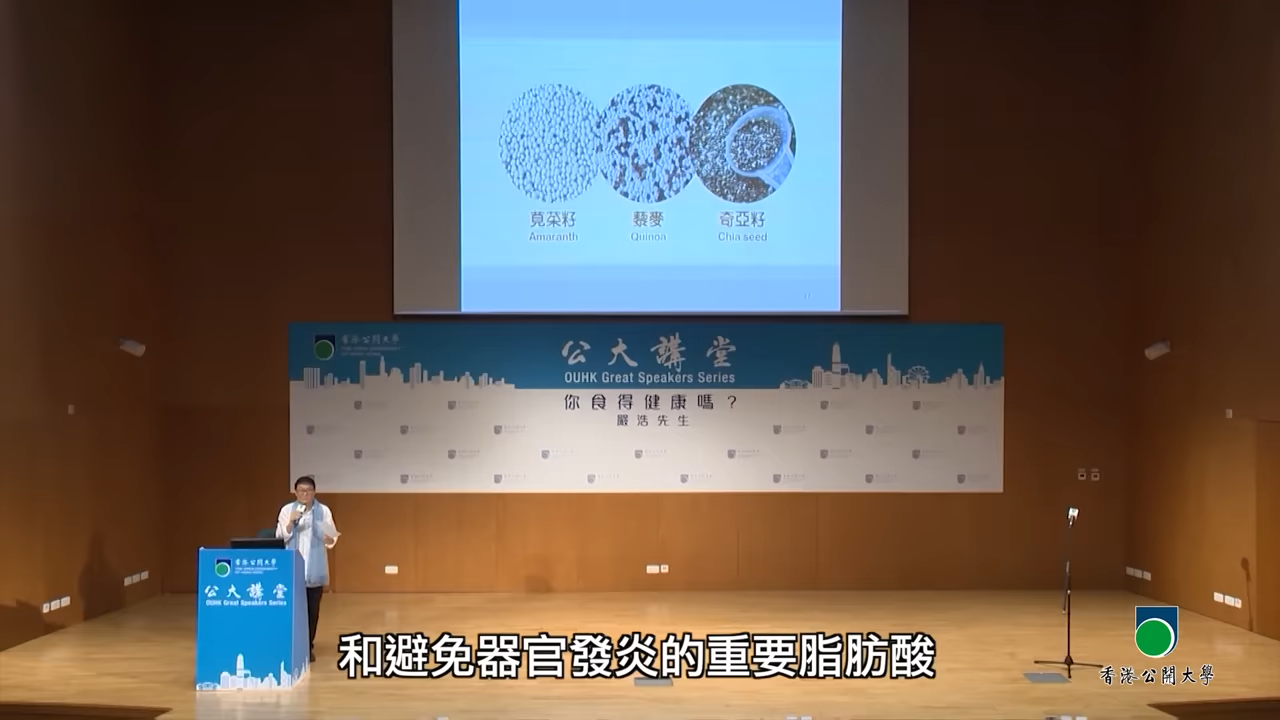 莧菜籽
Amaranth
藜麥
Quinoa
奇亞籽
Chia seed
17
香港公開大學
公大講堂
OUHK Great Speakers Series
你食得健康嗎？
嚴浩先生
香港公開大學
公大講堂
OUHK Great Speakers Series
和避免器官發炎的重要脂肪酸
香港公開大學